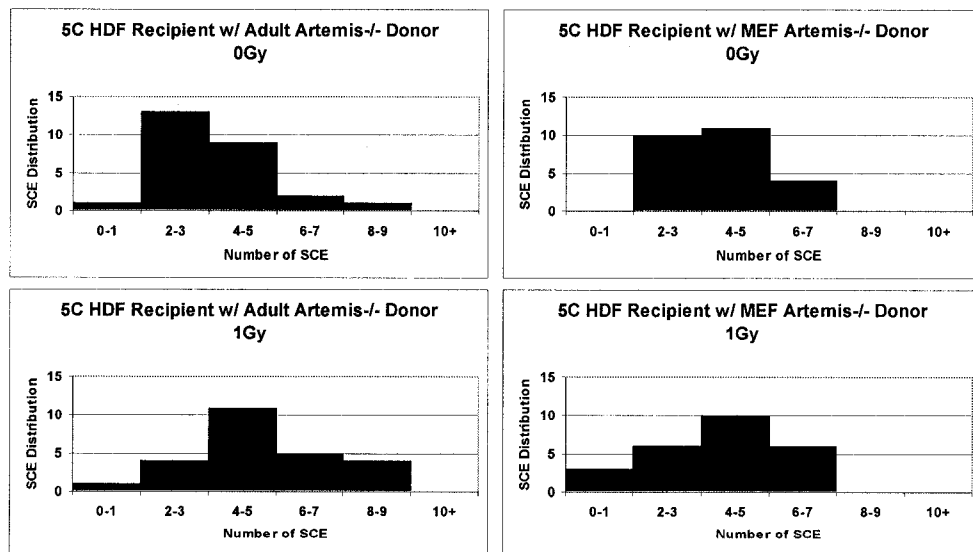 5C HDF Recipient w/ Adult Artemis-/- Donor
0Gy
15
10
5
0
SCE Distribution
0-1 2-3 4-5 6-7 8-9 10+
Number of SCE
5C HDF Recipient w/ MEF Artemis-/- Donor
0Gy
15
10
5
0
SCE Distribution
0-1 2-3 4-5 6-7 8-9 10+
Number of SCE
5C HDF Recipient w/ Adult Artemis-/- Donor
1Gy
15
10
5
0
SCE Distribution
0-1 2-3 4-5 6-7 8-9 10+
Number of SCE
5C HDF Recipient w/ MEF Artemis-/- Donor
1Gy
15
10
5
0
SCE Distribution
0-1 2-3 4-5 6-7 8-9 10+
Number of SCE